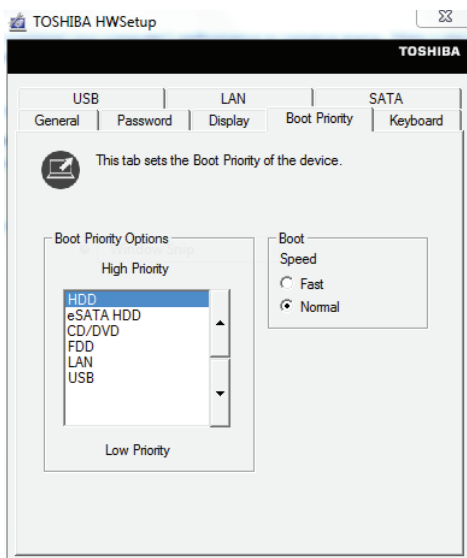 TOSHIBA HWSetup
TOSHIBA
USB LAN SATA
General Password Display Boot Priority Keyboard
This tab sets the Boot Priority of the device.
Boot Priority Options
High Priority
HDD
eSATA HDD
CD/DVD
FDD
LAN
USB
Low Priority
Boot
Speed
Fast
Normal